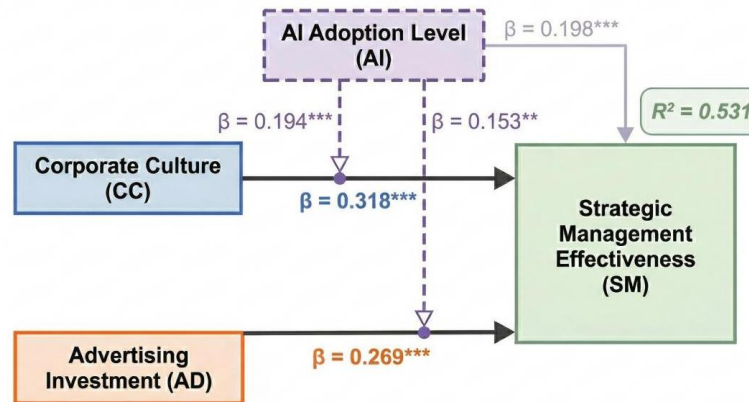 AI Adoption Level
(AI)
β = 0.198***
R² = 0.531
β = 0.194***
β = 0.153**
Corporate Culture
(CC)
β = 0.318***
Strategic
Management
Effectiveness
(SM)
Advertising
Investment (AD)
β = 0.269***